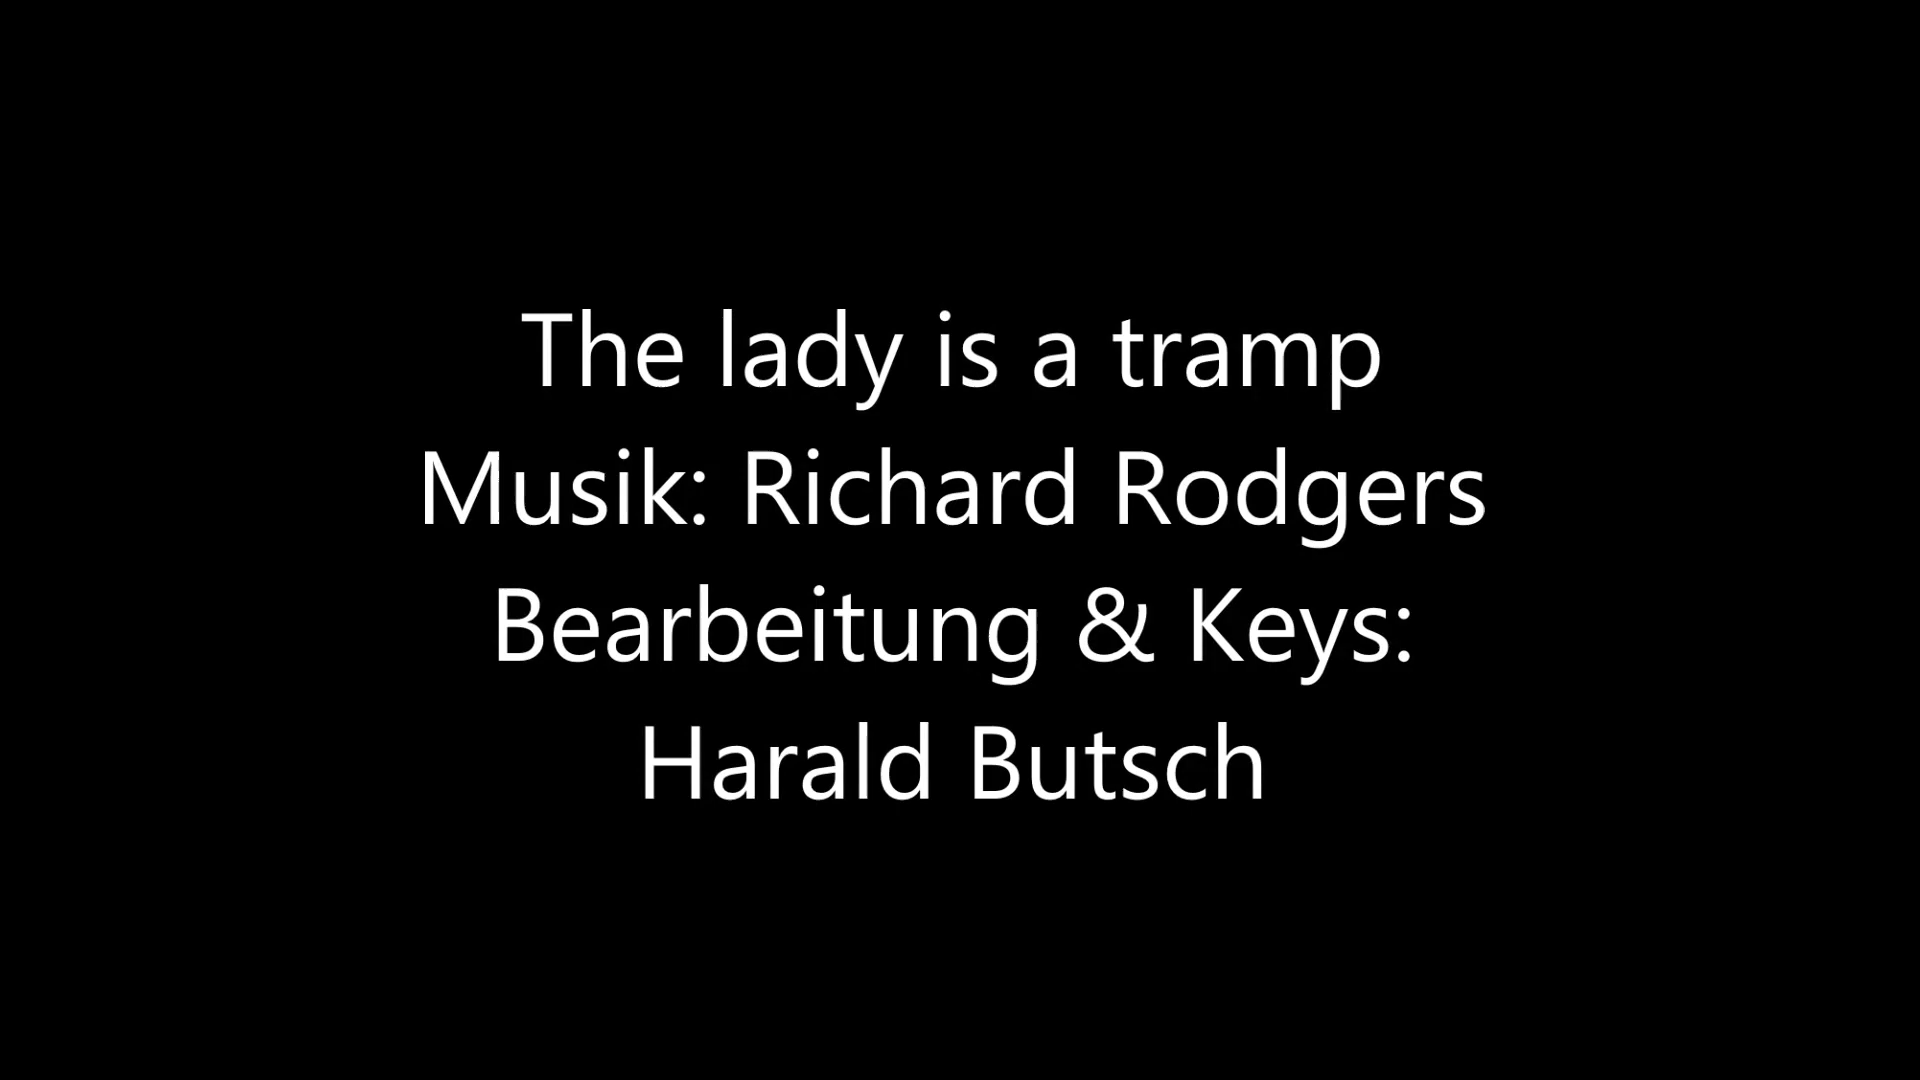 The lady is a tramp
Musik: Richard Rodgers
Bearbeitung & Keys:
Harald Butsch